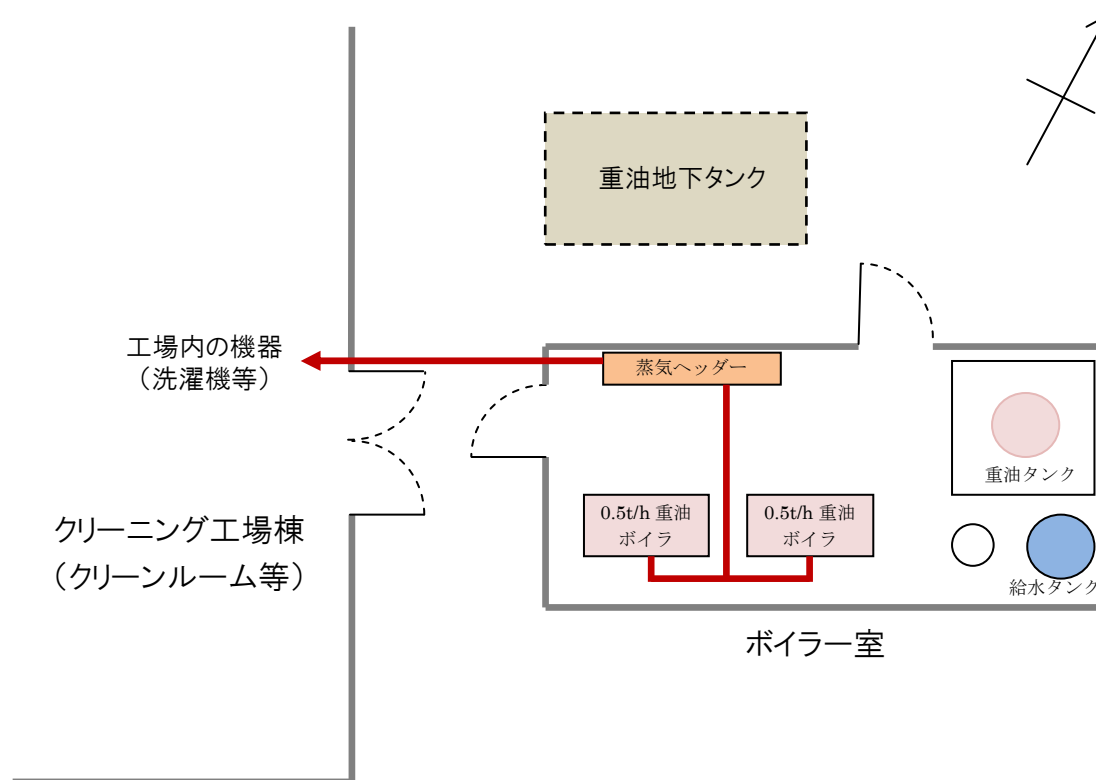 重油地下タンク
工場内の機器
（洗濯機等）
蒸気ヘッダー
重油タンク
0.5t/h 重油
ボイラ
0.5t/h 重油
ボイラ
クリーニング工場棟
（クリーンルーム等）
給水タンク
ボイラー室